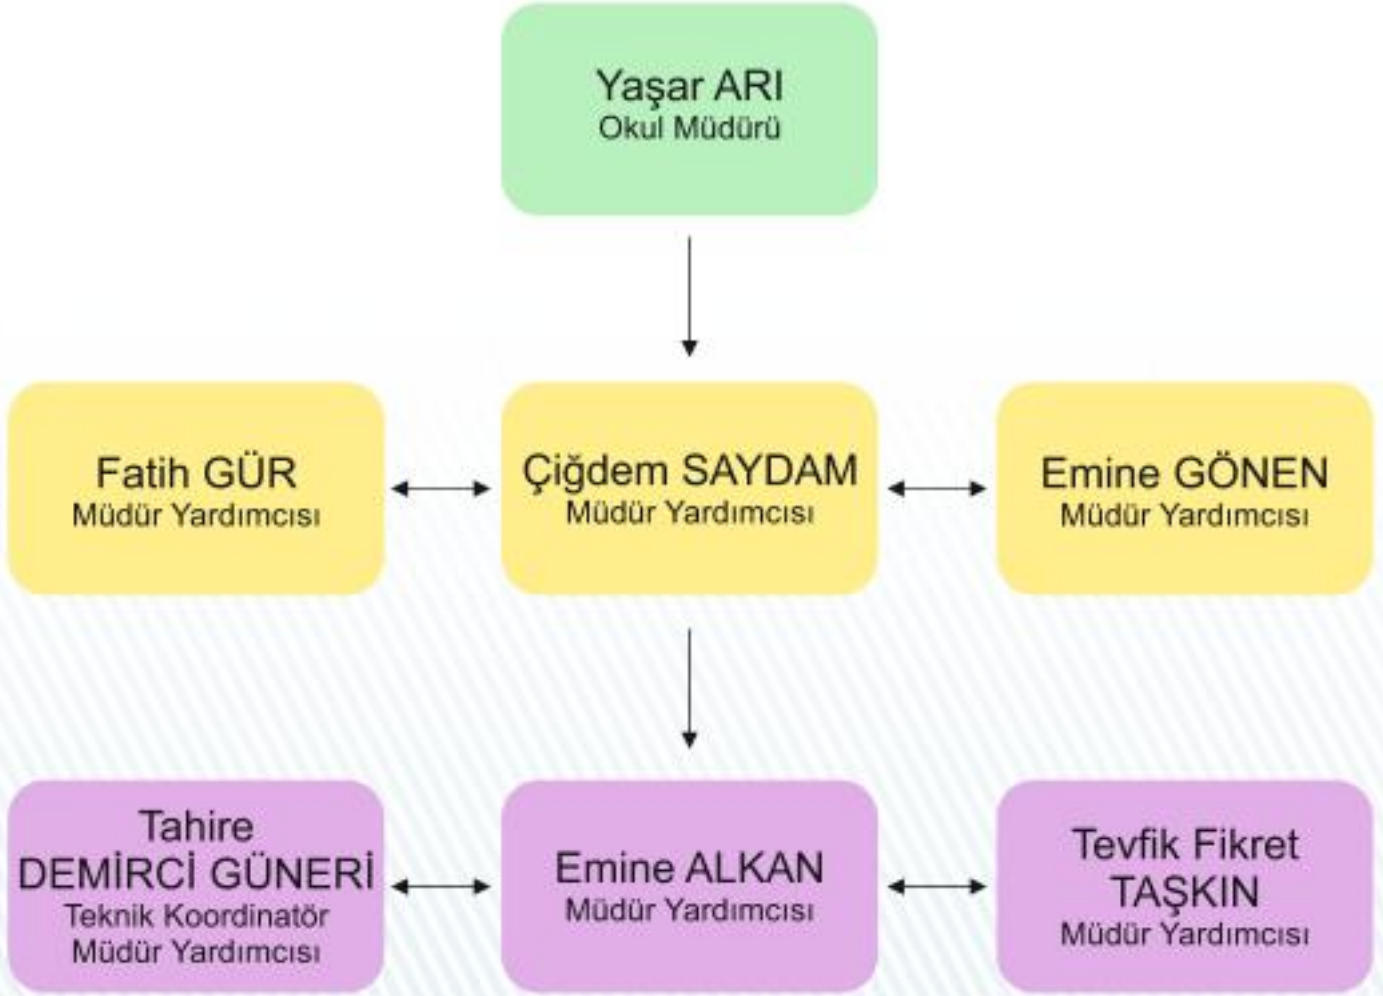 Yaşar ARI
Okul Müdürü
Fatih GÜR
Müdür Yardımcısı
Çiğdem SAYDAM
Müdür Yardımcısı
Emine GÖNEN
Müdür Yardımcısı
Tahire
DEMİRCİ GÜNERİ
Teknik Koordinatör
Müdür Yardımcısı
Emine ALKAN
Müdür Yardımcısı
Tevfik Fikret
TAŞKIN
Müdür Yardımcısı